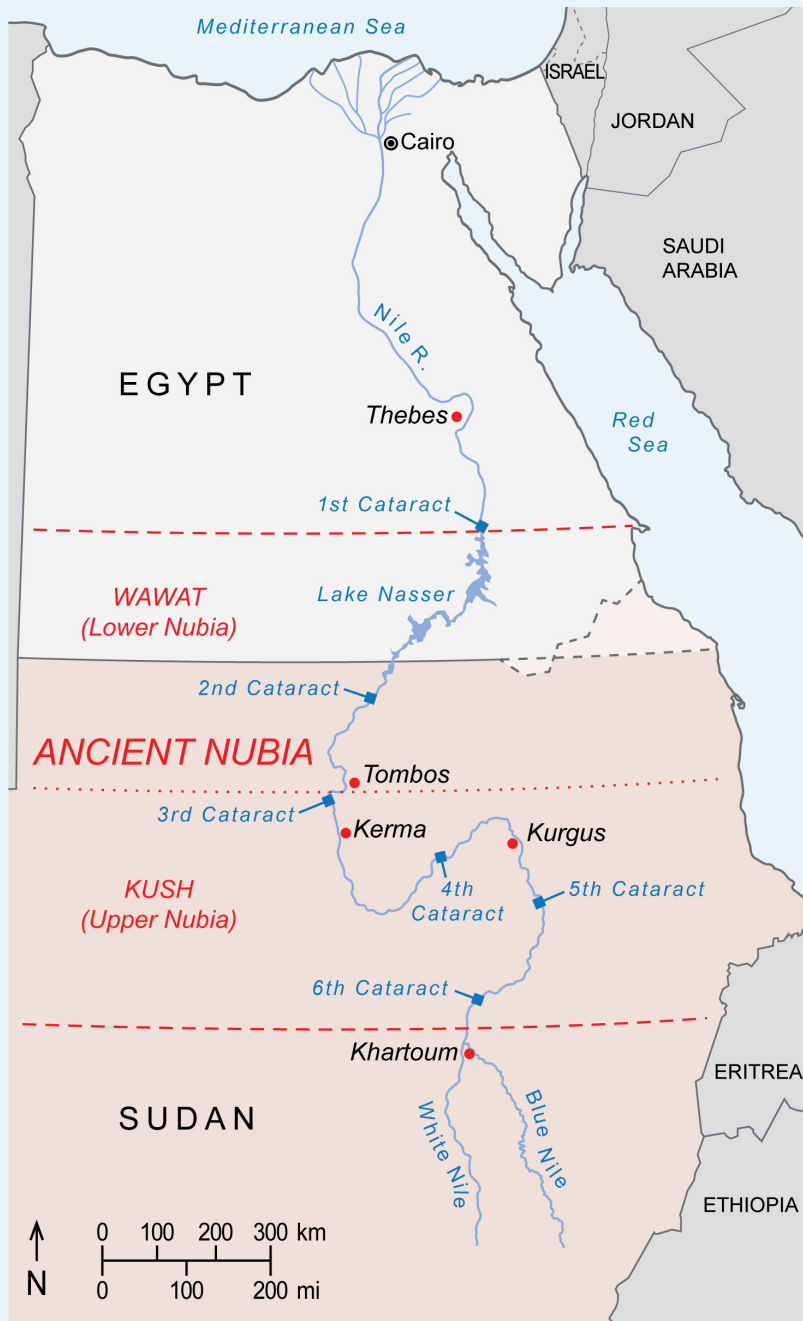 Mediterranean Sea
ISRAEL
JORDAN
Cairo
SAUDI
ARABIA
Nile R.
EGYPT
Thebes
Red
Sea
1st Cataract
WAWAT
(Lower Nubia)
Lake Nasser
2nd Cataract
ANCIENT NUBIA
Tombos
3rd Cataract
Kerma
Kurgus
KUSH
(Upper Nubia)
4th
Cataract
5th Cataract
6th Cataract
Khartoum
ERITREA
SUDAN
White Nile
Blue Nile
ETHIOPIA
N
0 100 200 300 km
0 100 200 mi